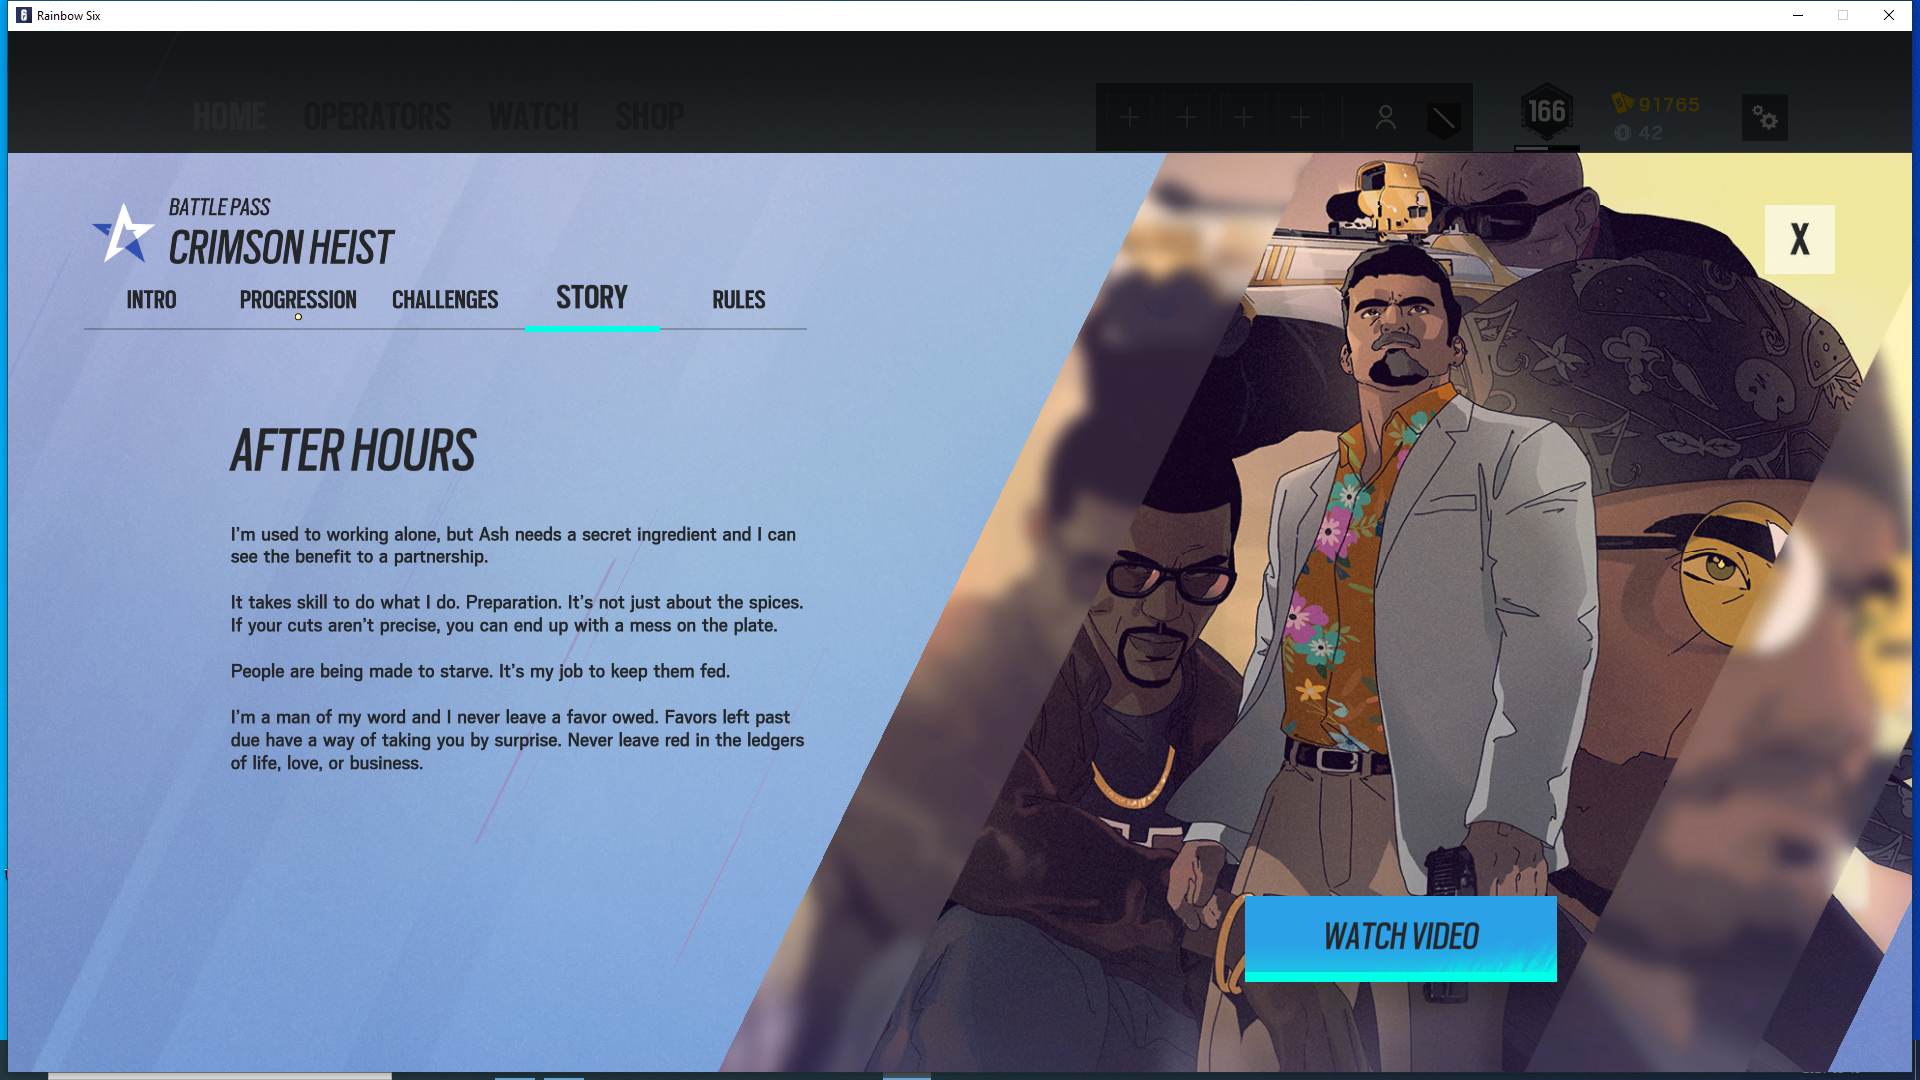 Rainbow Six
HOME OPERATORS WATCH SHOP
166
91765
42
BATTLE PASS
CRIMSON HEIST
INTRO PROGRESSION CHALLENGES STORY RULES
X
AFTER HOURS
I'm used to working alone, but Ash needs a secret ingredient and I can
see the benefit to a partnership.
It takes skill to do what I do. Preparation. It's not just about the spices.
If your cuts aren't precise, you can end up with a mess on the plate.
People are being made to starve. It's my job to keep them fed.
I'm a man of my word and I never leave a favor owed. Favors left past
due have a way of taking you by surprise. Never leave red in the ledgers
of life, love, or business.
WATCH VIDEO